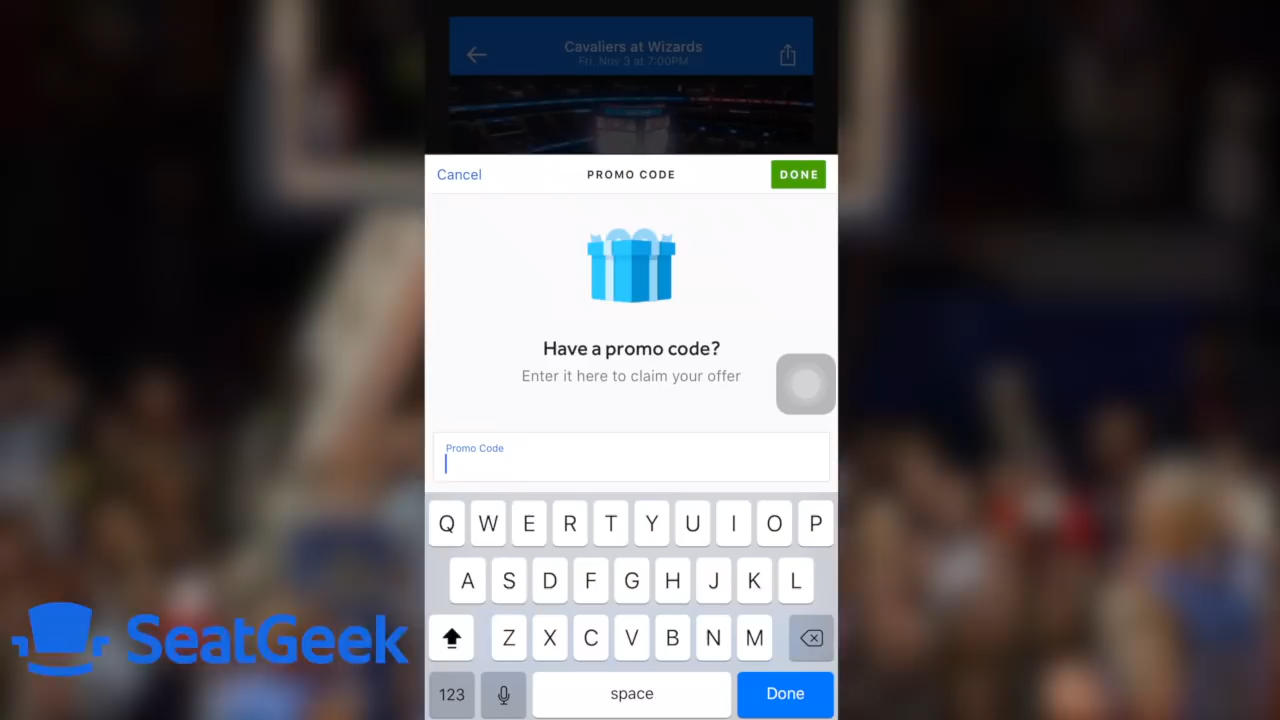 Cavaliers at Wizards
Fri, Nov 3 at 7:00PM
Cancel
PROMO CODE
DONE
Have a promo code?
Enter it here to claim your offer
Promo Code
Q W E R T Y U I O P
A S D F G H J K L
Z X C V B N M
123
space
Done
SeatGeek